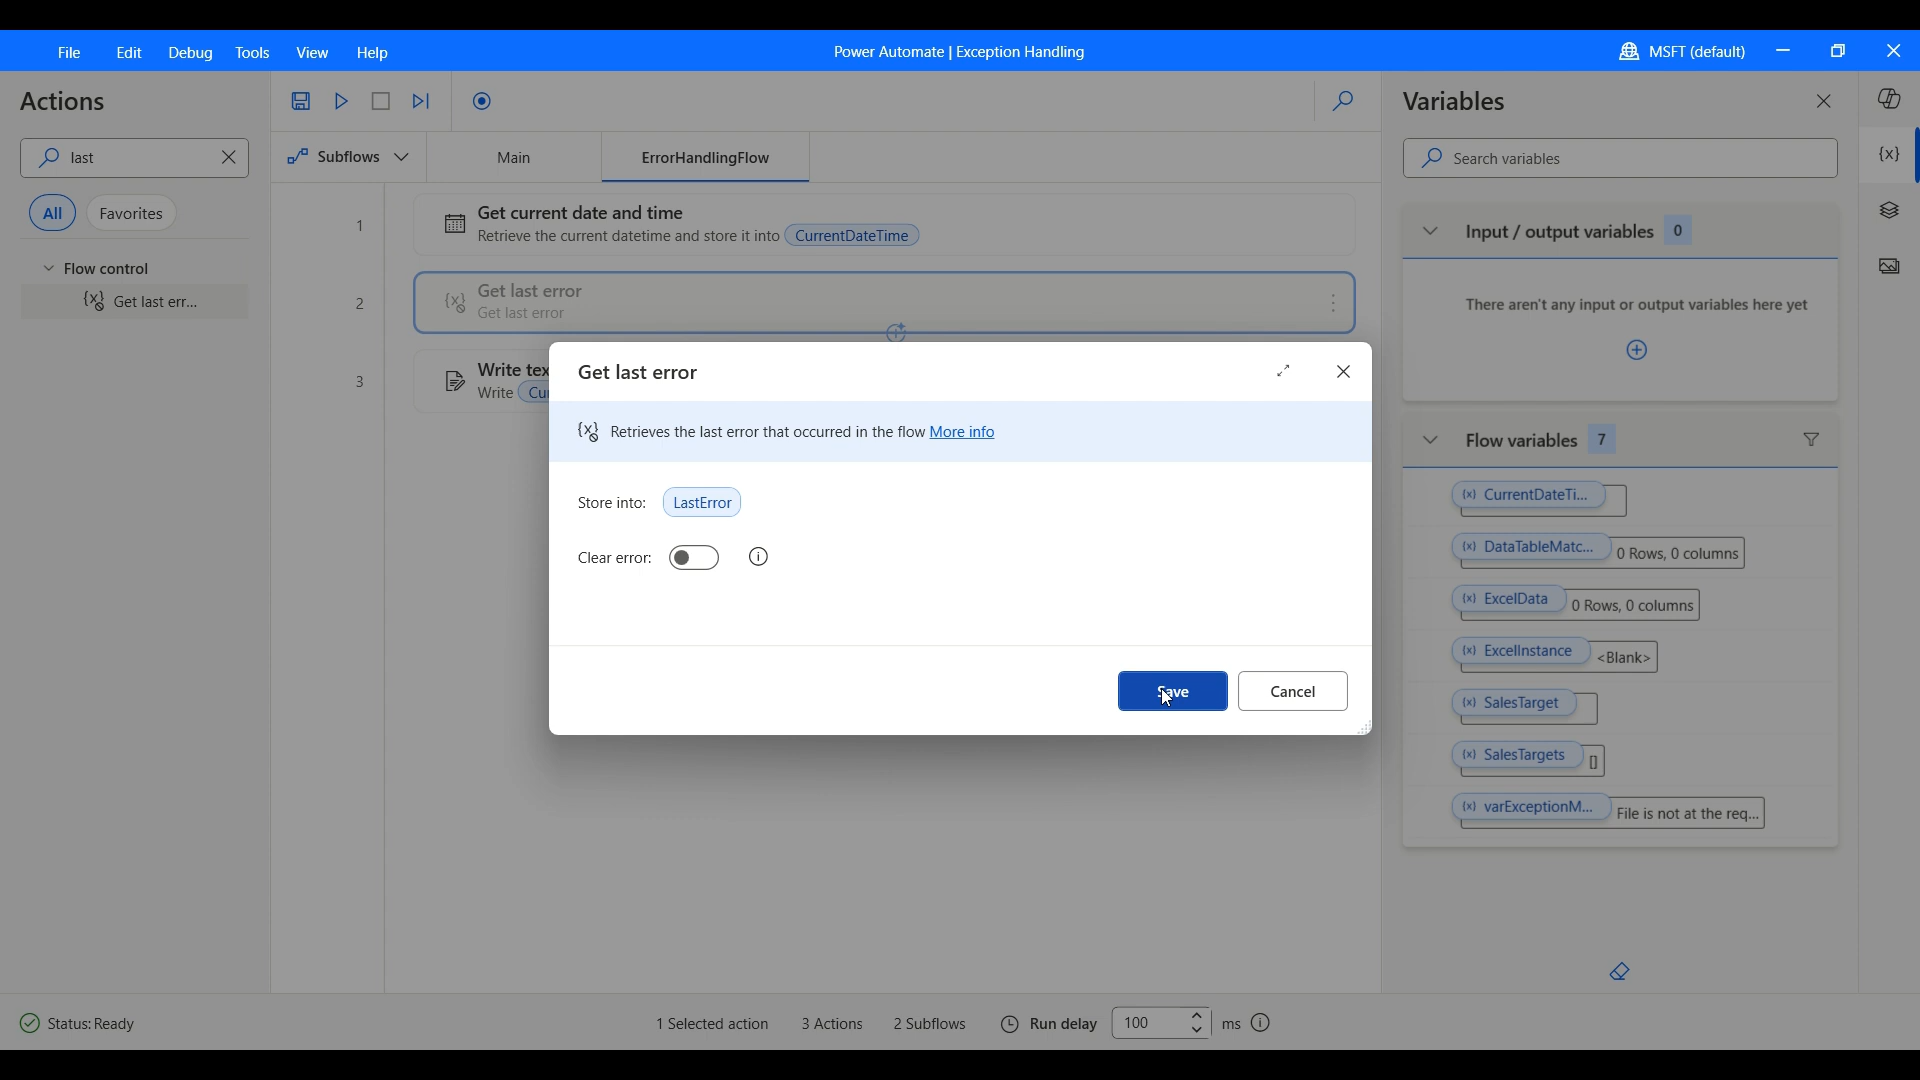 File Edit Debug Tools View Help
Power Automate | Exception Handling
MSFT (default)
Actions
last
All Favorites
Flow control
{x} Get last err...
Subflows
Main
ErrorHandlingFlow
1
Get current date and time
Retrieve the current datetime and store it into CurrentDateTime
2
{x} Get last error
Get last error
3
Write tex
Write Cu
Get last error
{x} Retrieves the last error that occurred in the flow More info
Store into: LastError
Clear error:
Save Cancel
Variables
{x}
Search variables
Input / output variables 0
There aren't any input or output variables here yet
Flow variables 7
(x) CurrentDateTi...
(x) DataTableMatc... 0 Rows, 0 columns
(x) ExcelData 0 Rows, 0 columns
(x) ExcelInstance <Blank>
(x) SalesTarget
(x) SalesTargets []
(x) varExceptionM... File is not at the req...
Status: Ready
1 Selected action 3 Actions 2 Subflows Run delay 100 ms